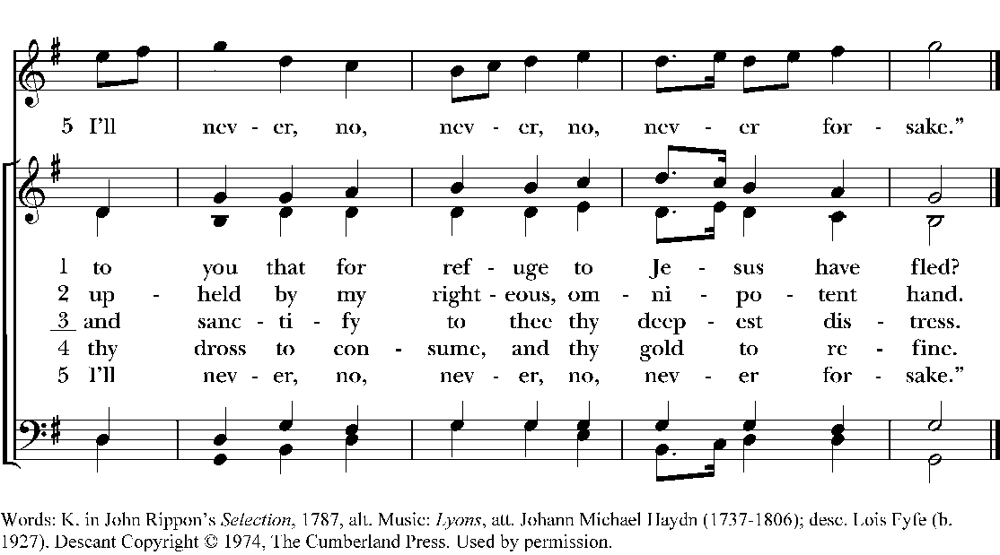 5 I'll nev - er, no, nev - er, no, nev - er for - sake.”
1 to you that for ref - uge to Je - sus have fled?
2 up - held by my right - eous, om - ni - po - tent hand.
3 and sanc - ti - fy to thee thy deep - est dis - tress.
4 thy dross to con - sume, and thy gold to re - fine.
5 I'll nev - er, no, nev - er, no, nev - er for - sake.”
Words: K. in John Rippon's Selection, 1787, alt. Music: Lyons, att. Johann Michael Haydn (1737-1806); desc. Lois Fyfe (b.
1927). Descant Copyright © 1974, The Cumberland Press. Used by permission.